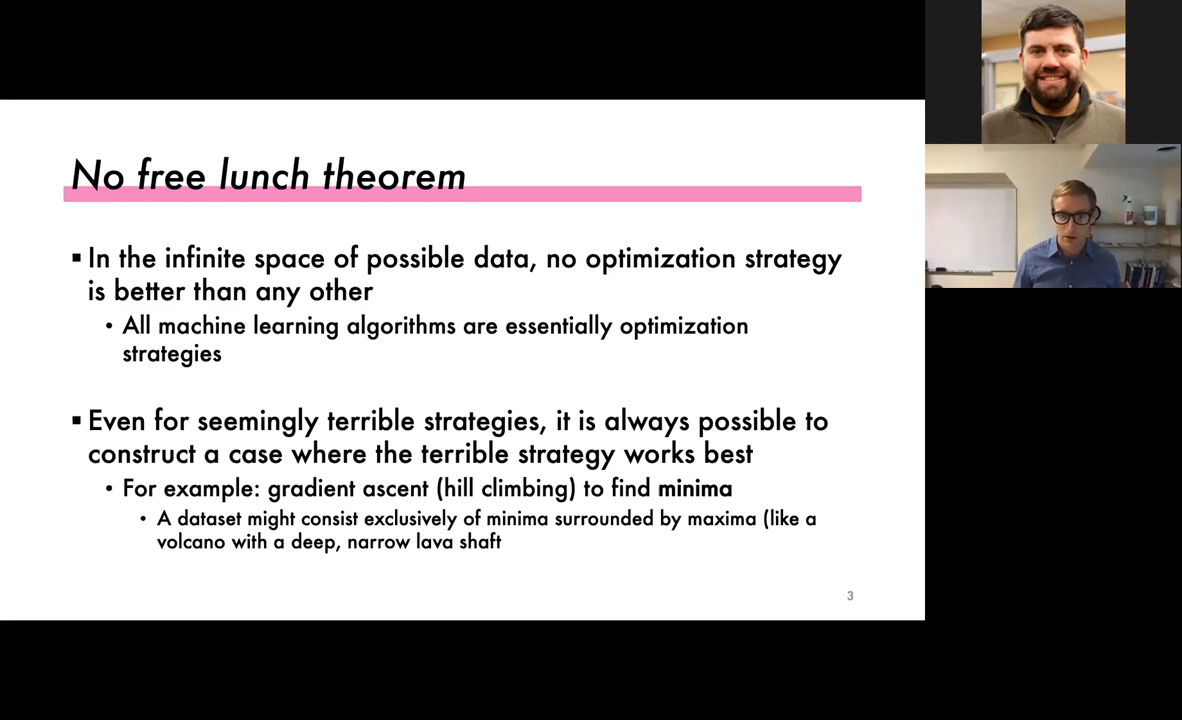 No free lunch theorem
▪ In the infinite space of possible data, no optimization strategy
is better than any other
• All machine learning algorithms are essentially optimization
strategies
▪ Even for seemingly terrible strategies, it is always possible to
construct a case where the terrible strategy works best
• For example: gradient ascent (hill climbing) to find minima
• A dataset might consist exclusively of minima surrounded by maxima (like a
volcano with a deep, narrow lava shaft
3